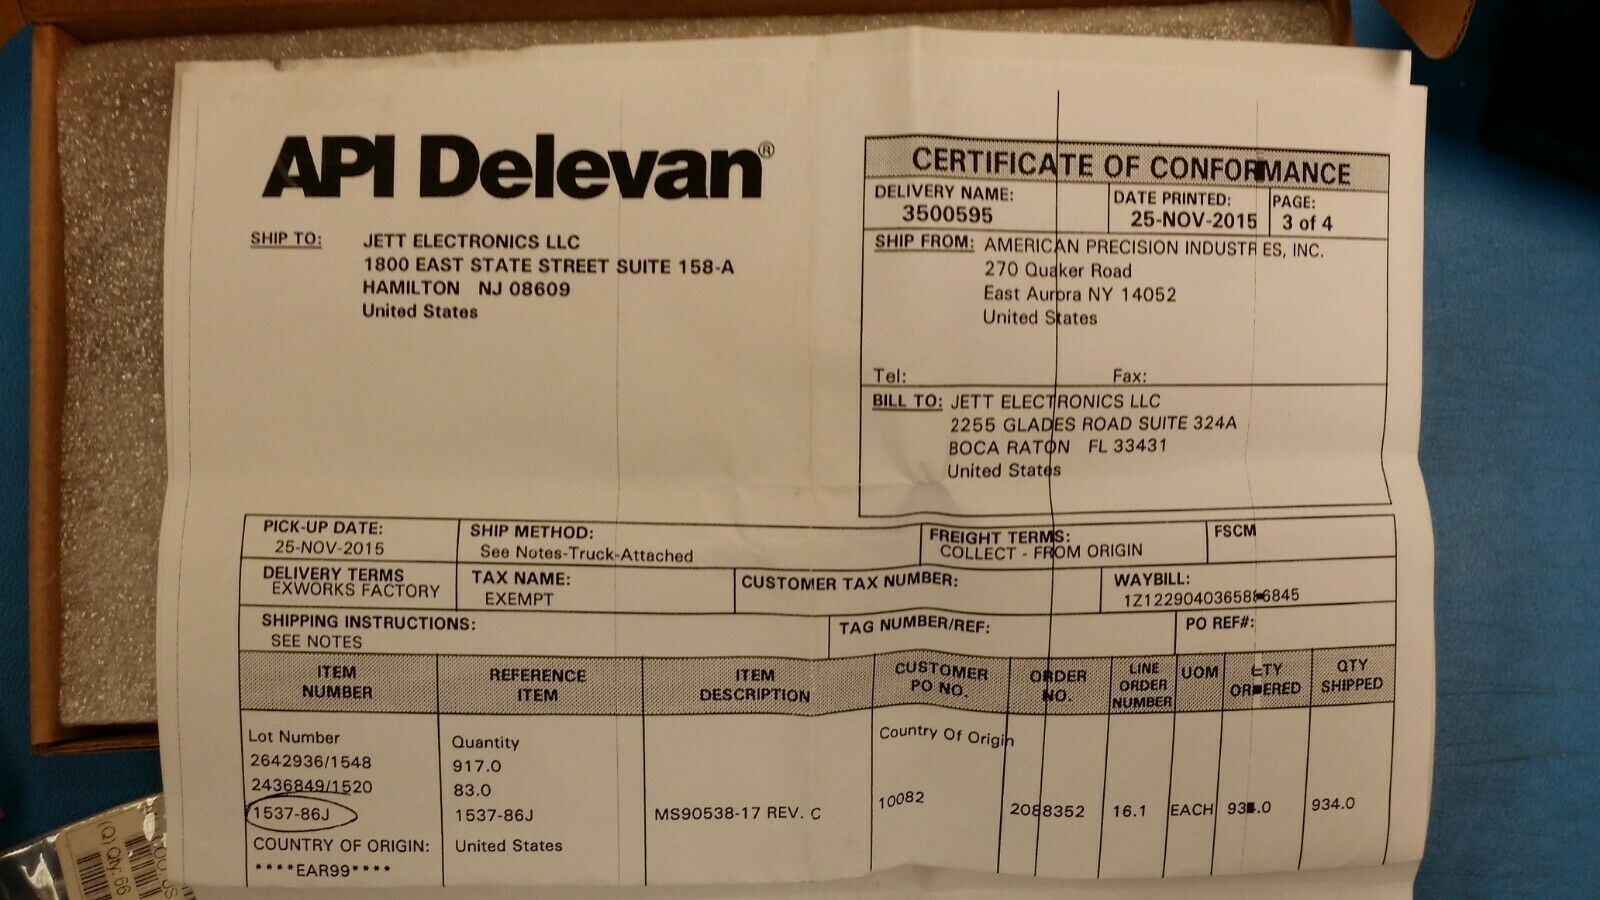 API Delevan®
SHIP TO: JETT ELECTRONICS LLC
1800 EAST STATE STREET SUITE 158-A
HAMILTON NJ 08609
United States
CERTIFICATE OF CONFORMANCE
DELIVERY NAME:
3500595
DATE PRINTED:
25-NOV-2015
PAGE:
3 of 4
SHIP FROM: AMERICAN PRECISION INDUSTRIES, INC.
270 Quaker Road
East Aurora NY 14052
United States
Tel: Fax:
BILL TO: JETT ELECTRONICS LLC
2255 GLADES ROAD SUITE 324A
BOCA RATON FL 33431
United States
PICK-UP DATE:
25-NOV-2015
SHIP METHOD:
See Notes-Truck-Attached
FREIGHT TERMS:
COLLECT - FROM ORIGIN
FSCM
DELIVERY TERMS
EXWORKS FACTORY
TAX NAME:
EXEMPT
CUSTOMER TAX NUMBER:
WAYBILL:
SHIPPING INSTRUCTIONS:
SEE NOTES
TAG NUMBER/REF:
PO REF#:
ITEM NUMBER
REFERENCE ITEM
ITEM DESCRIPTION
CUSTOMER PO NO.
ORDER NO.
LINE ORDER NUMBER
UOM
QTY ORDERED
QTY SHIPPED
Lot Number Quantity Country Of Origin
2642936/1548 917.0
2436849/1520 83.0
1537-86J 1537-86J MS90538-17 REV. C 10082 2088352 16.1 EACH 934.0
COUNTRY OF ORIGIN: United States
****EAR99****
(Q) Qty: 66